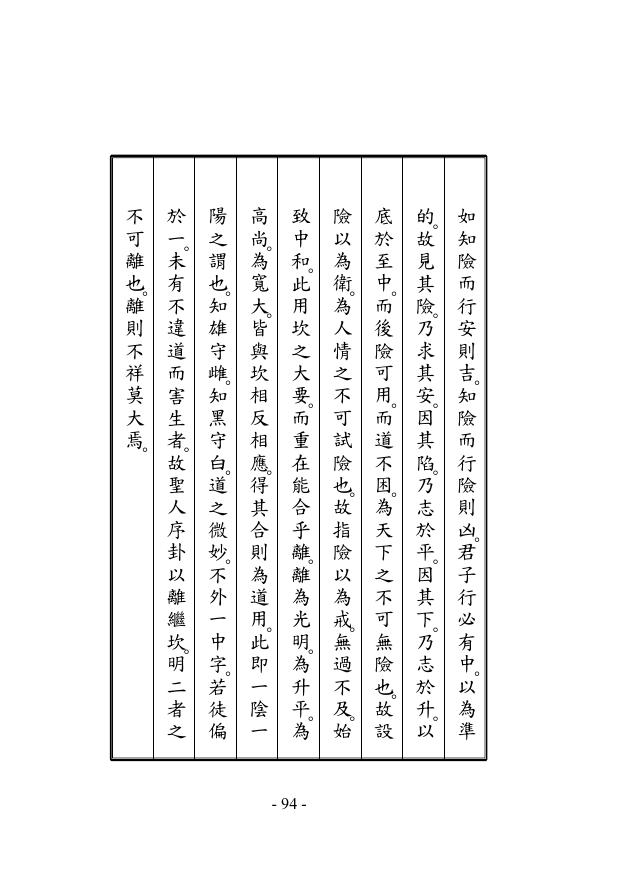 如知險而行安則吉。知險而行險則凶。君子行必有中。以為準
的。故見其險。乃求其安。因其陷。乃志於平。因其下。乃志於升。以
底於至中。而後險可用。而道不困。為天下之不可無險也。故設
險以為衛。為人情之不可試險也。故指險以為戒。無過不及。始
致中和。此用坎之大要。而重在能合乎離。離為光明。為升平。為
高尚。為寬大。皆與坎相反相應。得其合則為道用。此即一陰一
陽之謂也。知雄守雌。知黑守白。道之微妙。不外一中字。若徒偏
於一。未有不違道而害生者。故聖人序卦以離繼坎。明二者之
不可離也。離則不祥莫大焉。
- 94 -